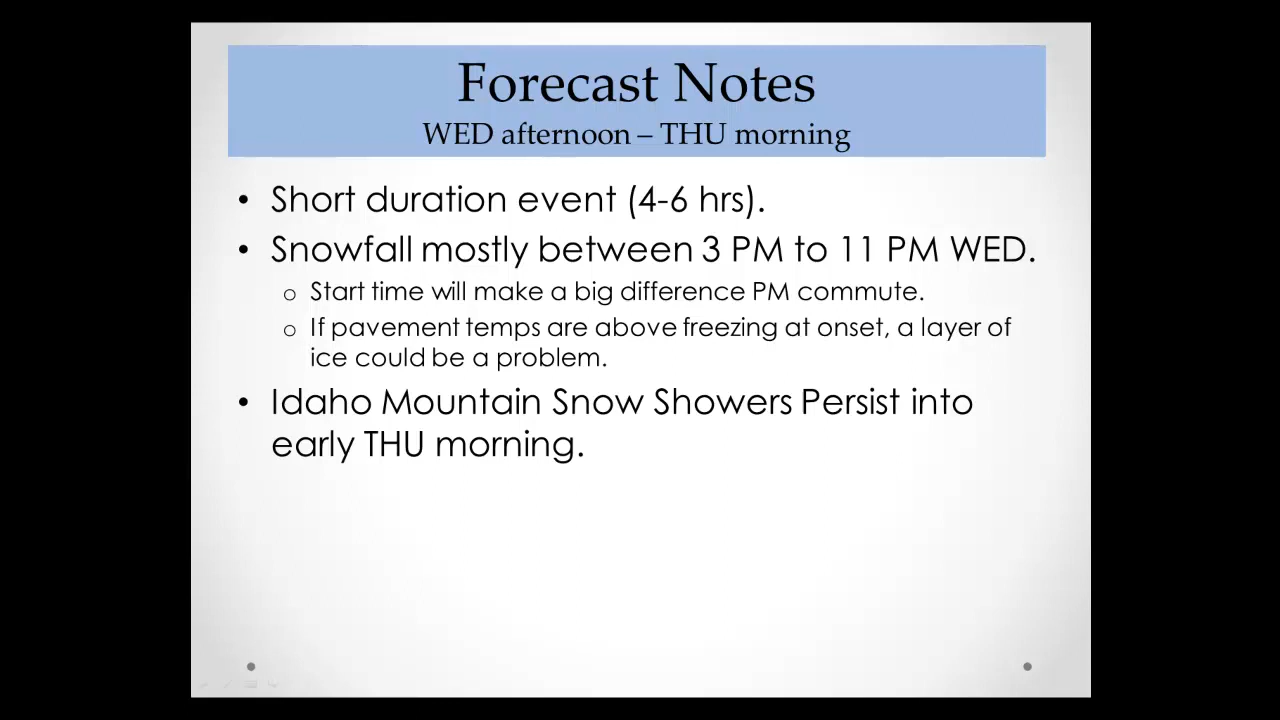 Forecast Notes
WED afternoon – THU morning
• Short duration event (4-6 hrs).
• Snowfall mostly between 3 PM to 11 PM WED.
o Start time will make a big difference PM commute.
o If pavement temps are above freezing at onset, a layer of
ice could be a problem.
• Idaho Mountain Snow Showers Persist into
early THU morning.